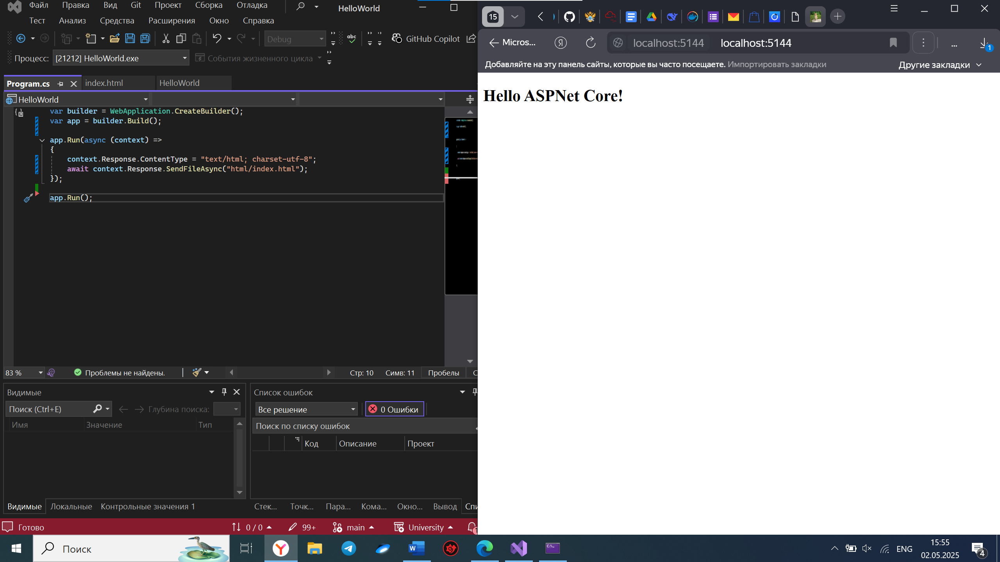 Файл Правка Вид Git Проект Сборка Отладка
HelloWorld
Тест Анализ Средства Расширения Окно Справка
Debug
abc
GitHub Copilot
Процесс: [21212] HelloWorld.exe
События жизненного цикла
Program.cs index.html HelloWorld
HelloWorld
var builder = WebApplication.CreateBuilder();
var app = builder.Build();
app.Run(async (context) =>
{
context.Response.ContentType = "text/html; charset-utf-8";
await context.Response.SendFileAsync("html/index.html");
});
app.Run();
83 %
Проблемы не найдены.
Стр: 10 Симв: 11 Пробелы С
Видимые
Поиск (Ctrl+E)
Глубина поиска:
Имя Значение Тип
Видимые Локальные Контрольные значения 1
Список ошибок
Все решение
0 Ошибки
Поиск по списку ошибок
Код Описание Проект
Стек... Точк... Пара... Кома... Окно... Вывод Спи
Готово
0 / 0
99+
main
University
1
15
Micros...
Я
localhost:5144 localhost:5144
...
1
Добавляйте на эту панель сайты, которые вы часто посещаете. Импортировать закладки
Другие закладки
Hello ASPNet Core!
Поиск
Y
W
C:\-
ENG
15:55
02.05.2025
4